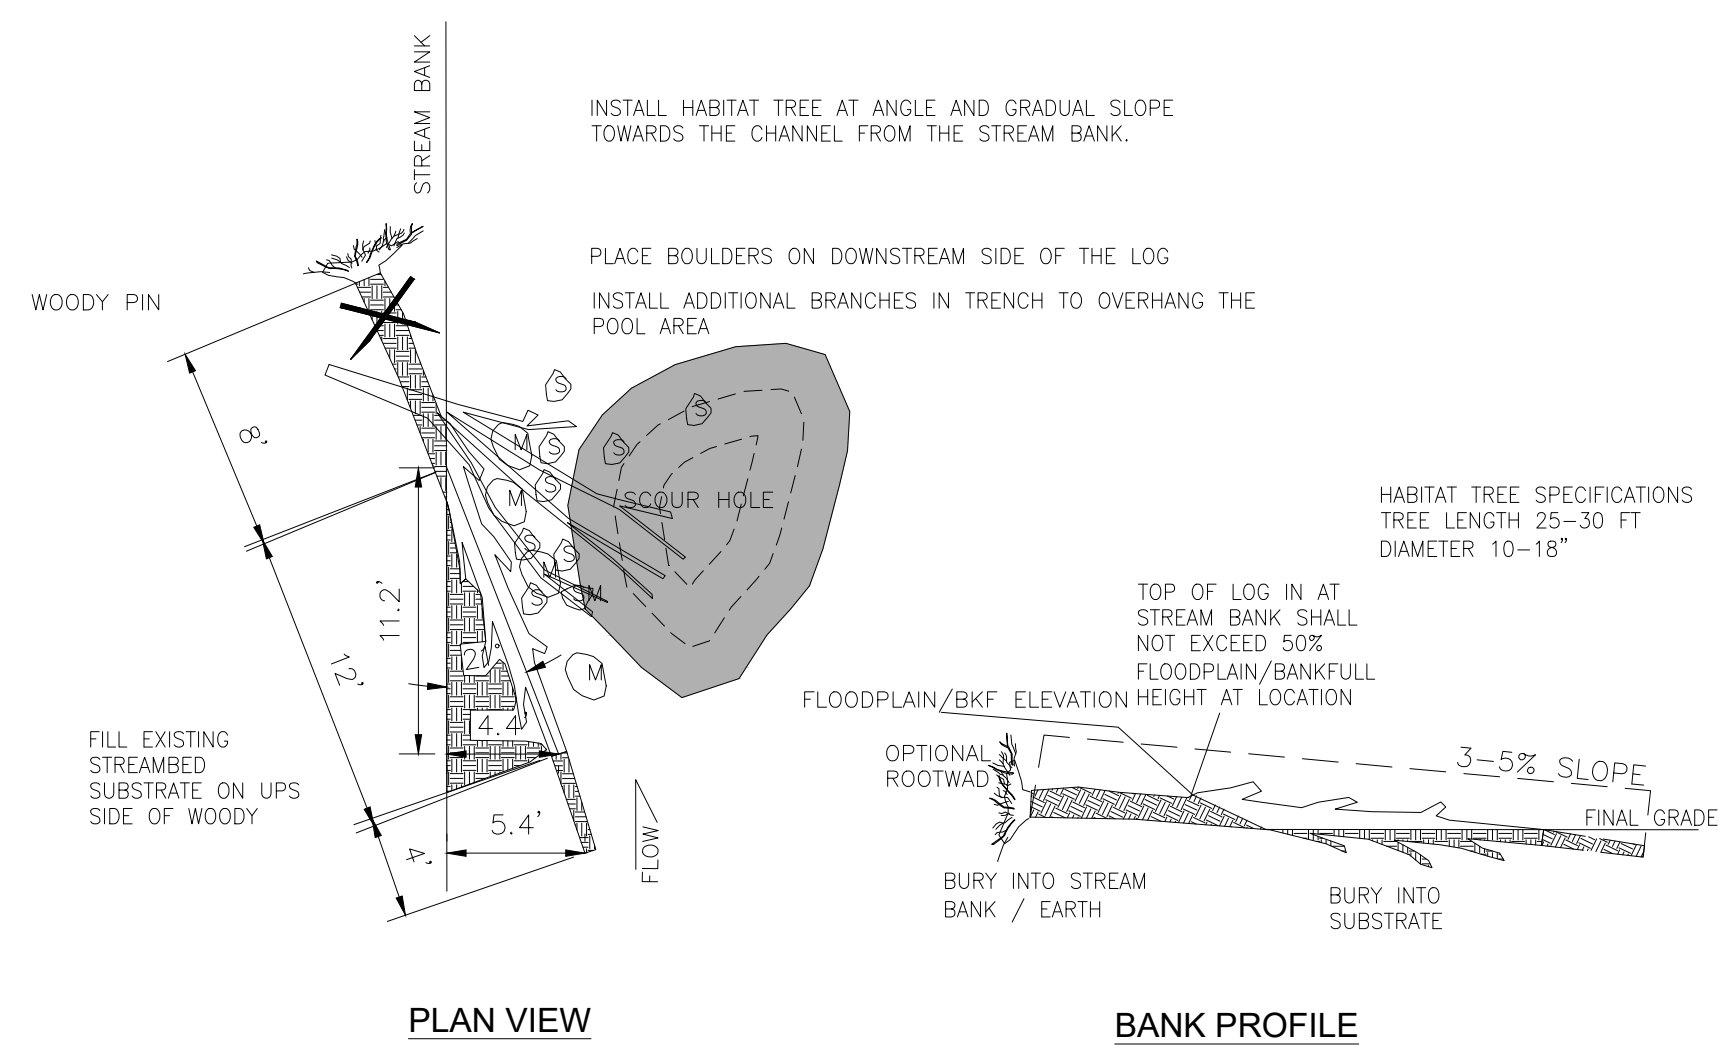 STREAM BANK
INSTALL HABITAT TREE AT ANGLE AND GRADUAL SLOPE
TOWARDS THE CHANNEL FROM THE STREAM BANK.
PLACE BOULDERS ON DOWNSTREAM SIDE OF THE LOG
INSTALL ADDITIONAL BRANCHES IN TRENCH TO OVERHANG THE
POOL AREA
WOODY PIN
S
S
M
S
S
S
M
SCOUR HOLE
S
S
M
S
SM
M
8'
11.2'
12'
21°
4.4'
5.4'
4'
FILL EXISTING
STREAMBED
SUBSTRATE ON UPS
SIDE OF WOODY
FLOW
PLAN VIEW
HABITAT TREE SPECIFICATIONS
TREE LENGTH 25-30 FT
DIAMETER 10-18"
TOP OF LOG IN AT
STREAM BANK SHALL
NOT EXCEED 50%
FLOODPLAIN/BANKFULL
HEIGHT AT LOCATION
FLOODPLAIN/BKF ELEVATION
OPTIONAL
ROOTWAD
3-5% SLOPE
FINAL GRADE
BURY INTO STREAM
BANK / EARTH
BURY INTO
SUBSTRATE
BANK PROFILE